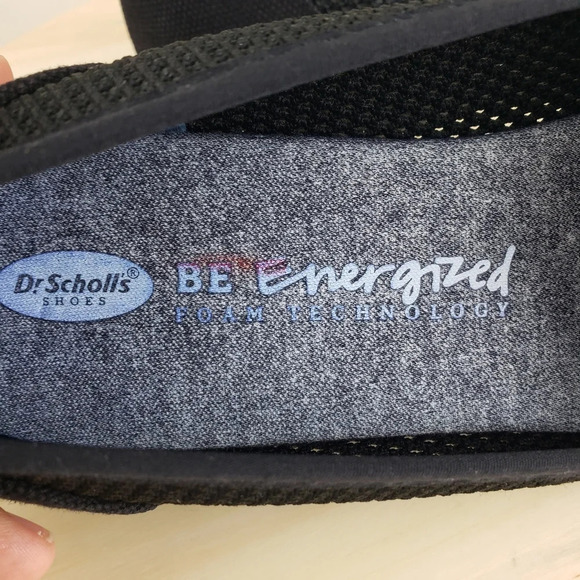 Dr. Scholl's®
SHOES
BE Energized
FOAM TECHNOLOGY